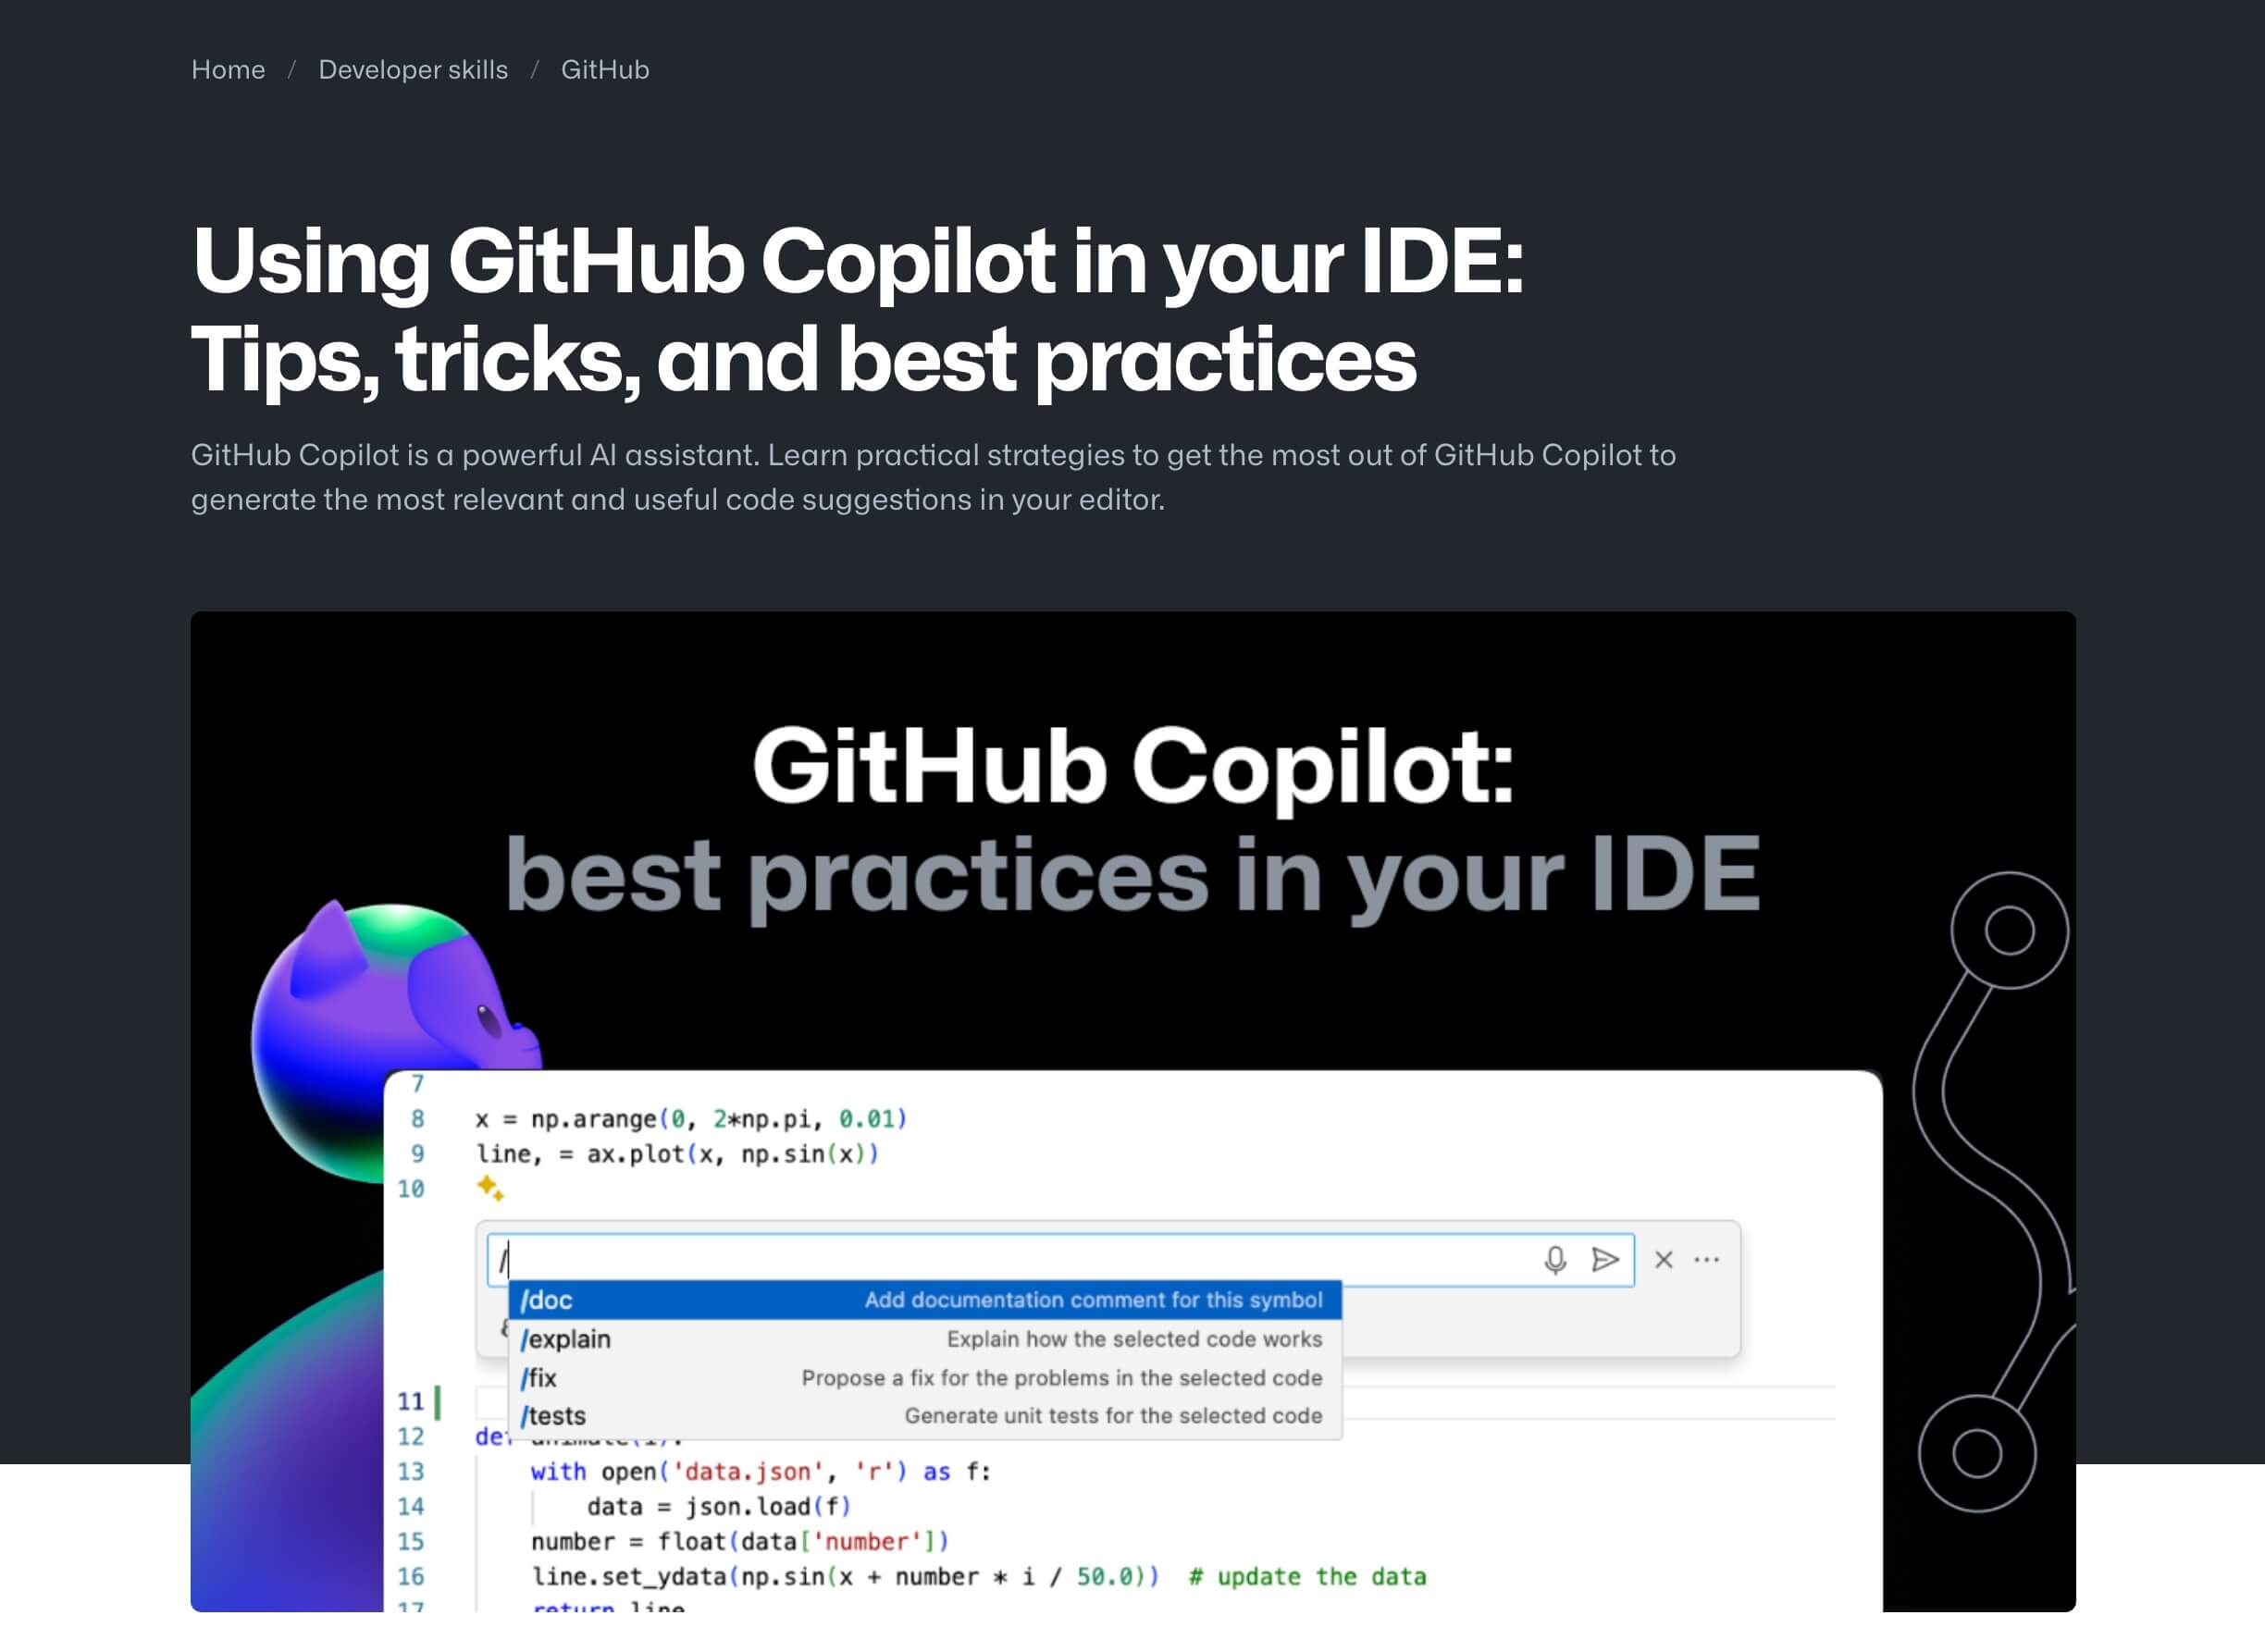 Home / Developer skills / GitHub
Using GitHub Copilot in your IDE:
Tips, tricks, and best practices
GitHub Copilot is a powerful AI assistant. Learn practical strategies to get the most out of GitHub Copilot to
generate the most relevant and useful code suggestions in your editor.
GitHub Copilot:
best practices in your IDE
7
8 x = np.arange(0, 2*np.pi, 0.01)
9 line, = ax.plot(x, np.sin(x))
10
/
/doc Add documentation comment for this symbol
/explain Explain how the selected code works
/fix Propose a fix for the problems in the selected code
/tests Generate unit tests for the selected code
11
12 def animate(i):
13 with open('data.json', 'r') as f:
14 data = json.load(f)
15 number = float(data['number'])
16 line.set_ydata(np.sin(x + number * i / 50.0)) # update the data
17 return line